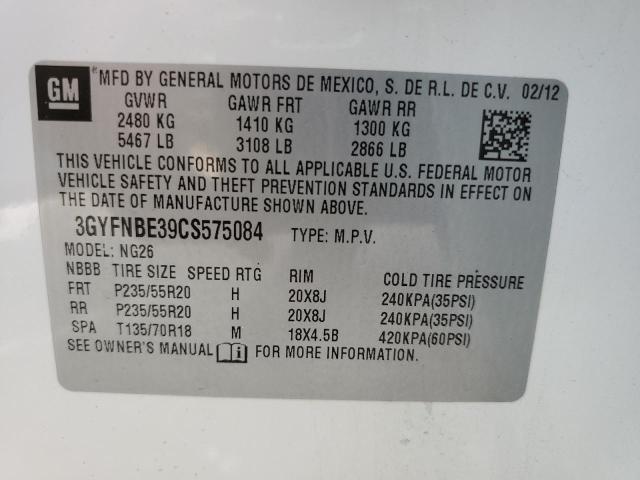 GM MFD BY GENERAL MOTORS DE MEXICO, S. DE R.L. DE C.V. 02/12
GVWR GAWR FRT GAWR RR
2480 KG 1410 KG 1300 KG
5467 LB 3108 LB 2866 LB
THIS VEHICLE CONFORMS TO ALL APPLICABLE U.S. FEDERAL MOTOR
VEHICLE SAFETY AND THEFT PREVENTION STANDARDS IN EFFECT ON
THE DATE OF MANUFACTURE SHOWN ABOVE.
3GYFNBE39CS575084 TYPE: M.P.V.
MODEL: NG26
NBBB TIRE SIZE SPEED RTG RIM COLD TIRE PRESSURE
FRT P235/55R20 H 20X8J 240KPA(35PSI)
RR P235/55R20 H 20X8J 240KPA(35PSI)
SPA T135/70R18 M 18X4.5B 420KPA(60PSI)
SEE OWNER'S MANUAL i FOR MORE INFORMATION.